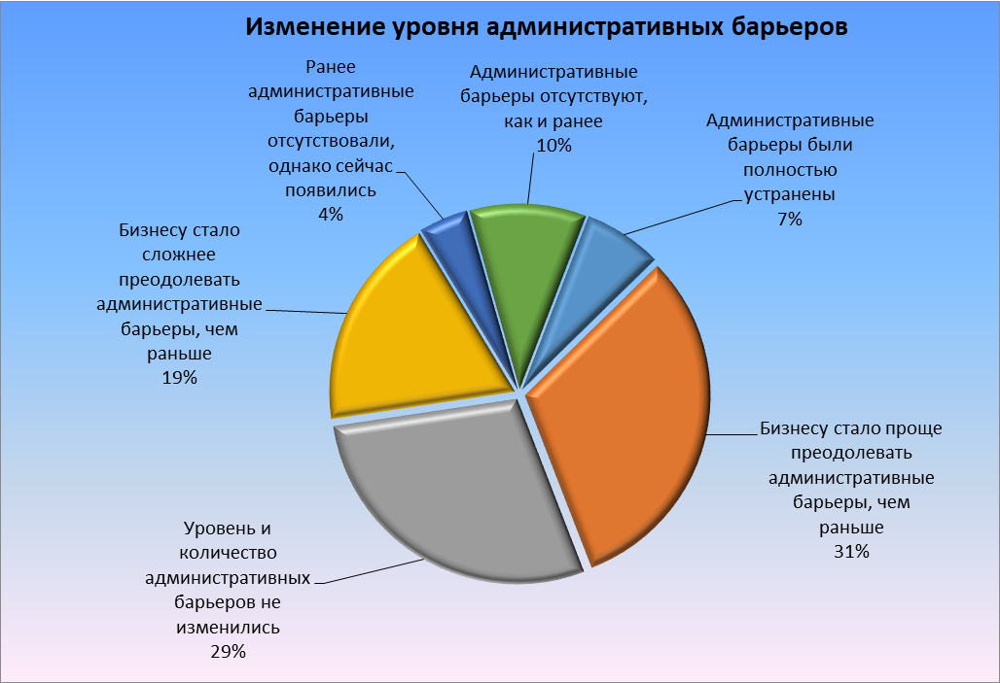 Изменение уровня административных барьеров
Ранее
административные
барьеры
отсутствовали,
однако сейчас
появились
4%
Административные
барьеры отсутствуют,
как и ранее
10%
Административные
барьеры были
полностью
устранены
7%
Бизнесу стало
сложнее
преодолевать
административные
барьеры, чем
раньше
19%
Бизнесу стало проще
преодолевать
административные
барьеры, чем
раньше
31%
Уровень и
количество
административных
барьеров не
изменились
29%